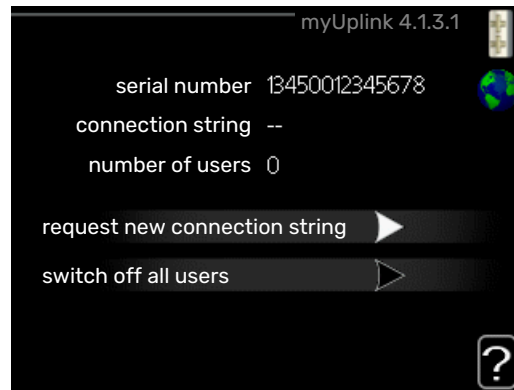 myUplink 4.1.3.1
serial number 13450012345678
connection string --
number of users 0
request new connection string
switch off all users
?